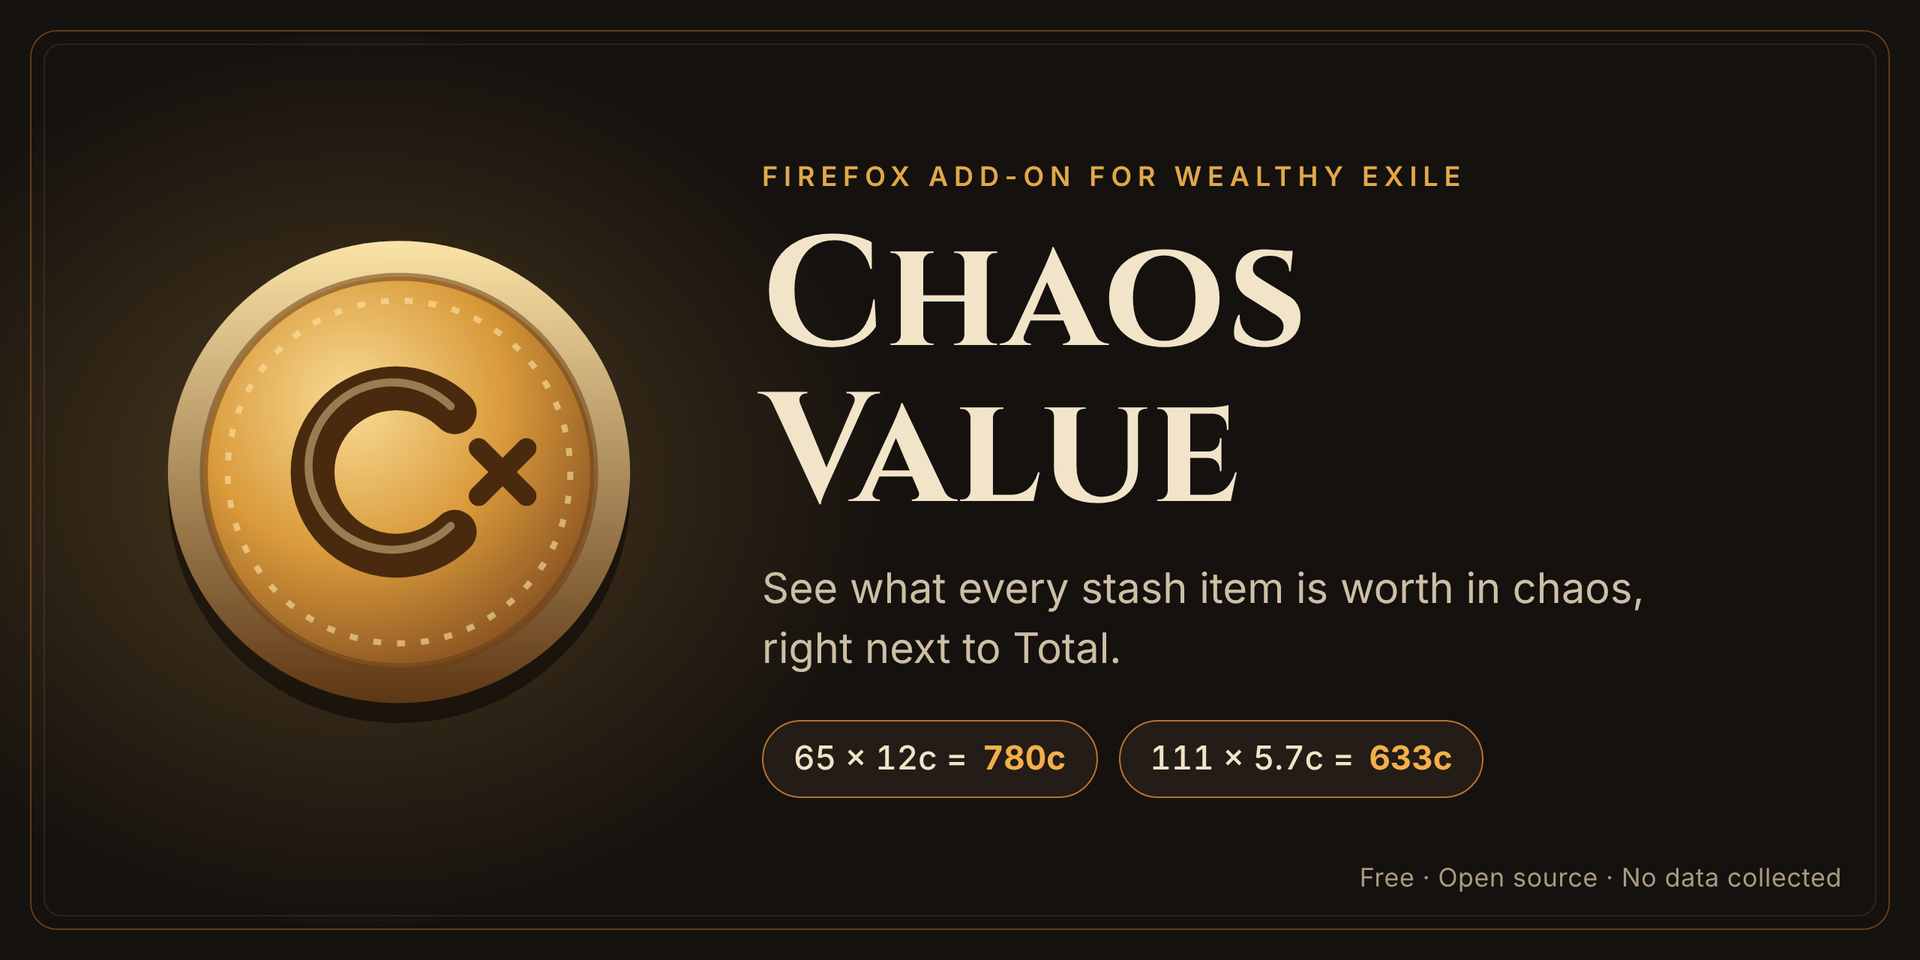 FIREFOX ADD-ON FOR WEALTHY EXILE
CHAOS
VALUE
C×
See what every stash item is worth in chaos,
right next to Total.
65 × 12c = 780c
111 × 5.7c = 633c
Free · Open source · No data collected